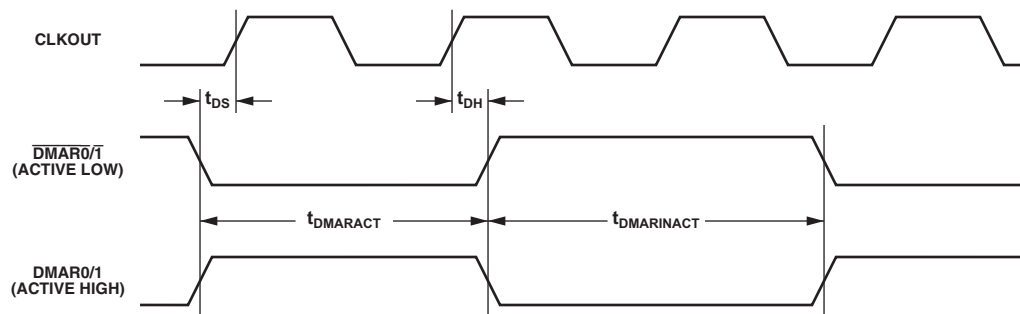 CLKOUT
tDS
tDH
DMAR0/1
(ACTIVE LOW)
tDMARACT
tDMARINACT
DMAR0/1
(ACTIVE HIGH)